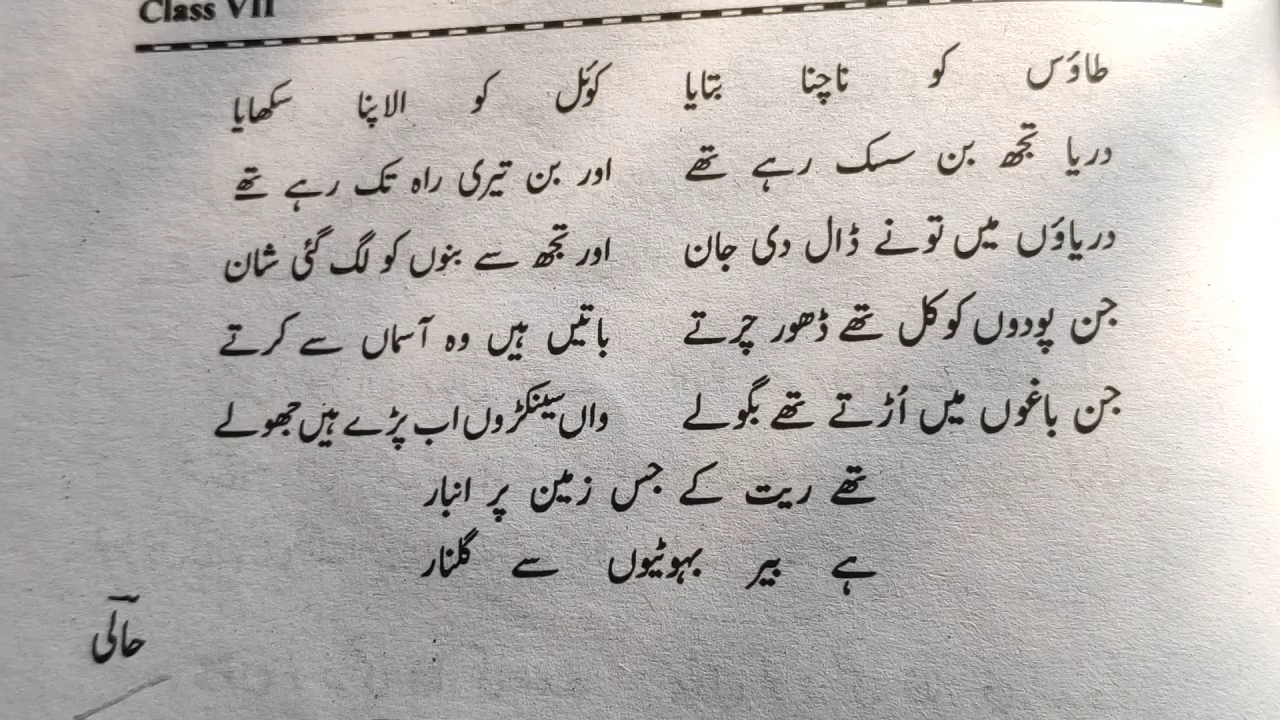 Class VII
طاؤس کو ناچنا بتایا کوئل کو الاپنا سکھایا
دریا تجھ بن سسک رہے تھے اور بن تیری راہ تک رہے تھے
دریاؤں میں تو نے ڈال دی جان اور تجھ سے بنوں کو لگ گئی شان
جن پودوں کو کل تھے ڈھور چرتے باتیں ہیں وہ آسماں سے کرتے
جن باغوں میں اُڑتے تھے بگولے واں سینکڑوں اب پڑے ہیں جھولے
تھے ریت کے جس زمین پر انبار
ہے بیر بہوٹیوں سے گلنار
حالی